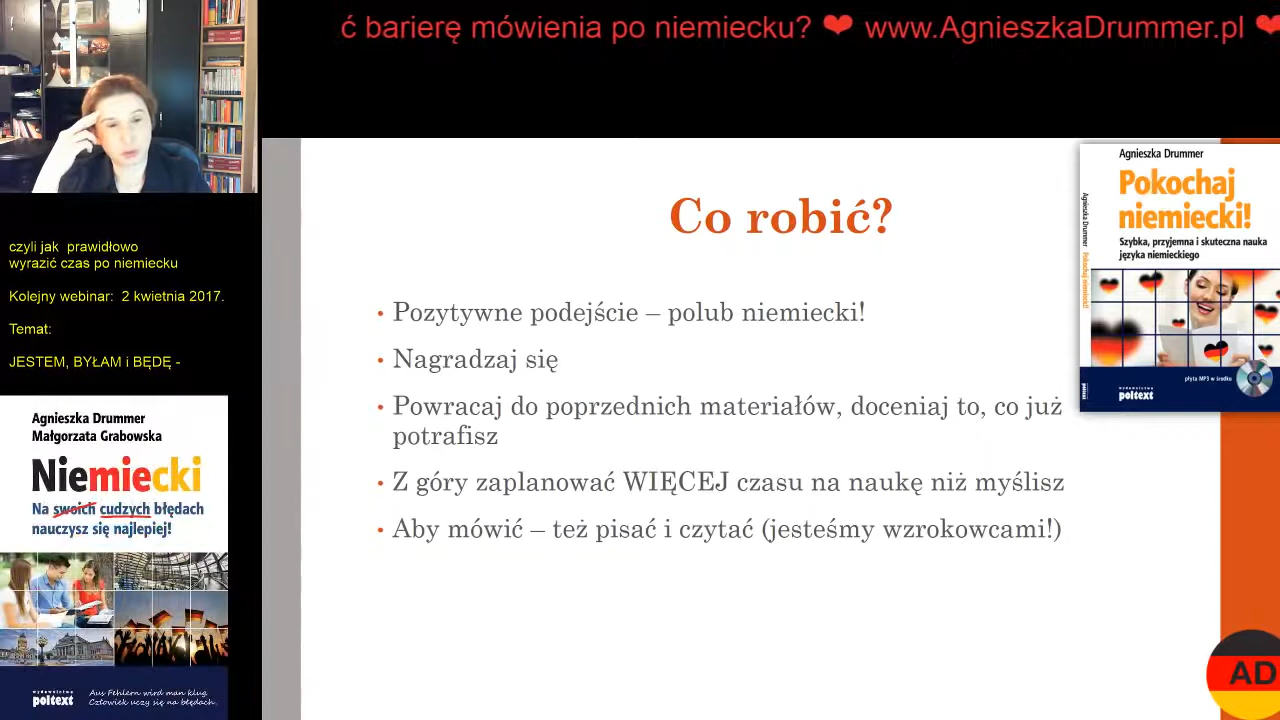 ć barierę mówienia po niemiecku? ❤ www.AgnieszkaDrummer.pl ❤
czyli jak prawidłowo
wyrazić czas po niemiecku
Kolejny webinar: 2 kwietnia 2017.
Temat:
JESTEM, BYŁAM i BĘDĘ -
Agnieszka Drummer
Małgorzata Grabowska
Niemiecki
Na swoich cudzych błędach
nauczysz się najlepiej!
wydawnictwo
poltext
Aus Fehlern wird man klug.
Człowiek uczy się na błędach.
Co robić?
• Pozytywne podejście – polub niemiecki!
• Nagradzaj się
• Powracaj do poprzednich materiałów, doceniaj to, co już
potrafisz
• Z góry zaplanować WIĘCEJ czasu na naukę niż myślisz
• Aby mówić – też pisać i czytać (jesteśmy wzrokowcami!)
Agnieszka Drummer
Pokochaj
niemiecki!
Szybka, przyjemna i skuteczna nauka
języka niemieckiego
Agnieszka Drummer
Pokochaj niemiecki!
płyta MP3 w środku
wydawnictwo
poltext
AD